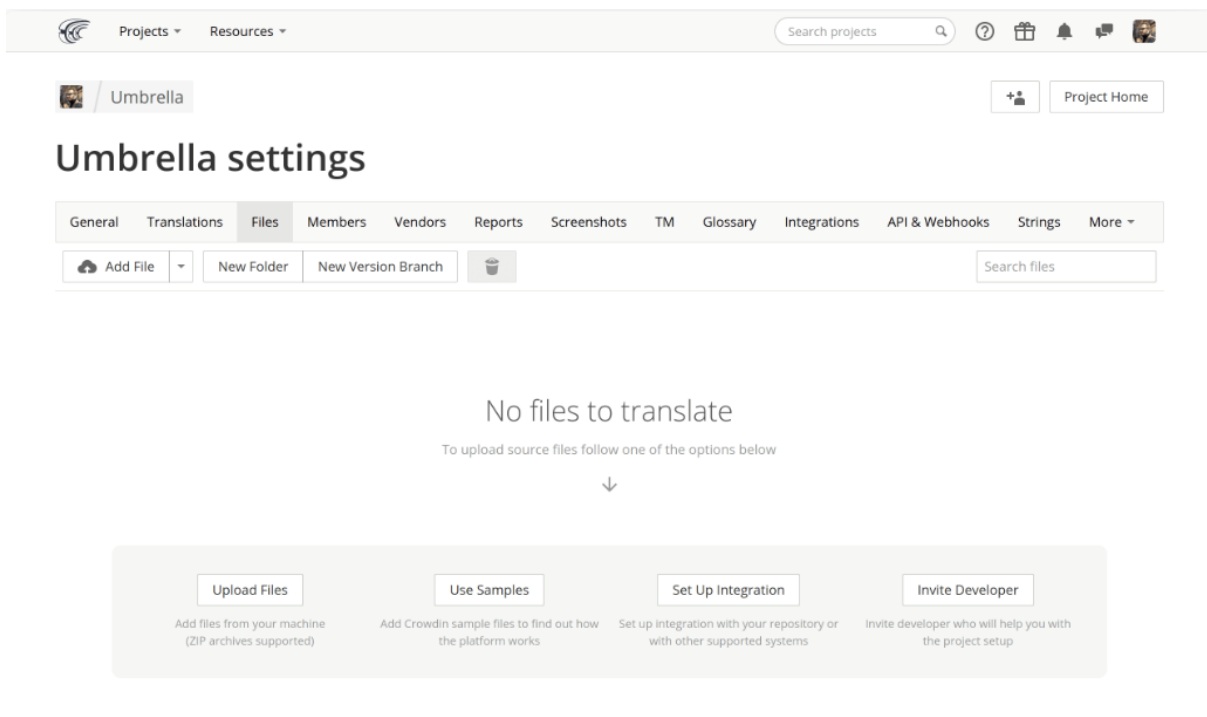 Projects Resources Search projects
Umbrella Project Home
Umbrella settings
General Translations Files Members Vendors Reports Screenshots TM Glossary Integrations API & Webhooks Strings More
Add File New Folder New Version Branch Search files
No files to translate
To upload source files follow one of the options below
Upload Files Use Samples Set Up Integration Invite Developer
Add files from your machine Add Crowdin sample files to find out how Set up integration with your repository or Invite developer who will help you with
(ZIP archives supported) the platform works with other supported systems the project setup